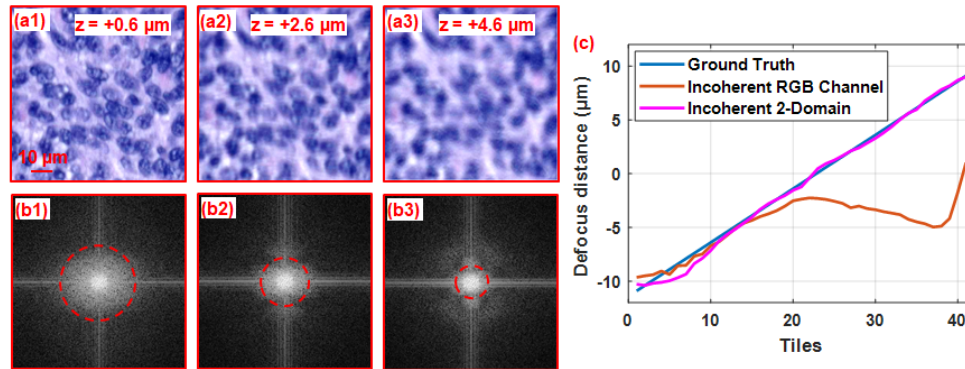 (a1)
z = +0.6 µm
10 µm
(a2)
z = +2.6 µm
(a3)
z = +4.6 µm
(b1)
(b2)
(b3)
(c)
Ground Truth
Incoherent RGB Channel
Incoherent 2-Domain
Defocus distance (µm)
10
5
0
-5
-10
0
10
20
30
40
Tiles